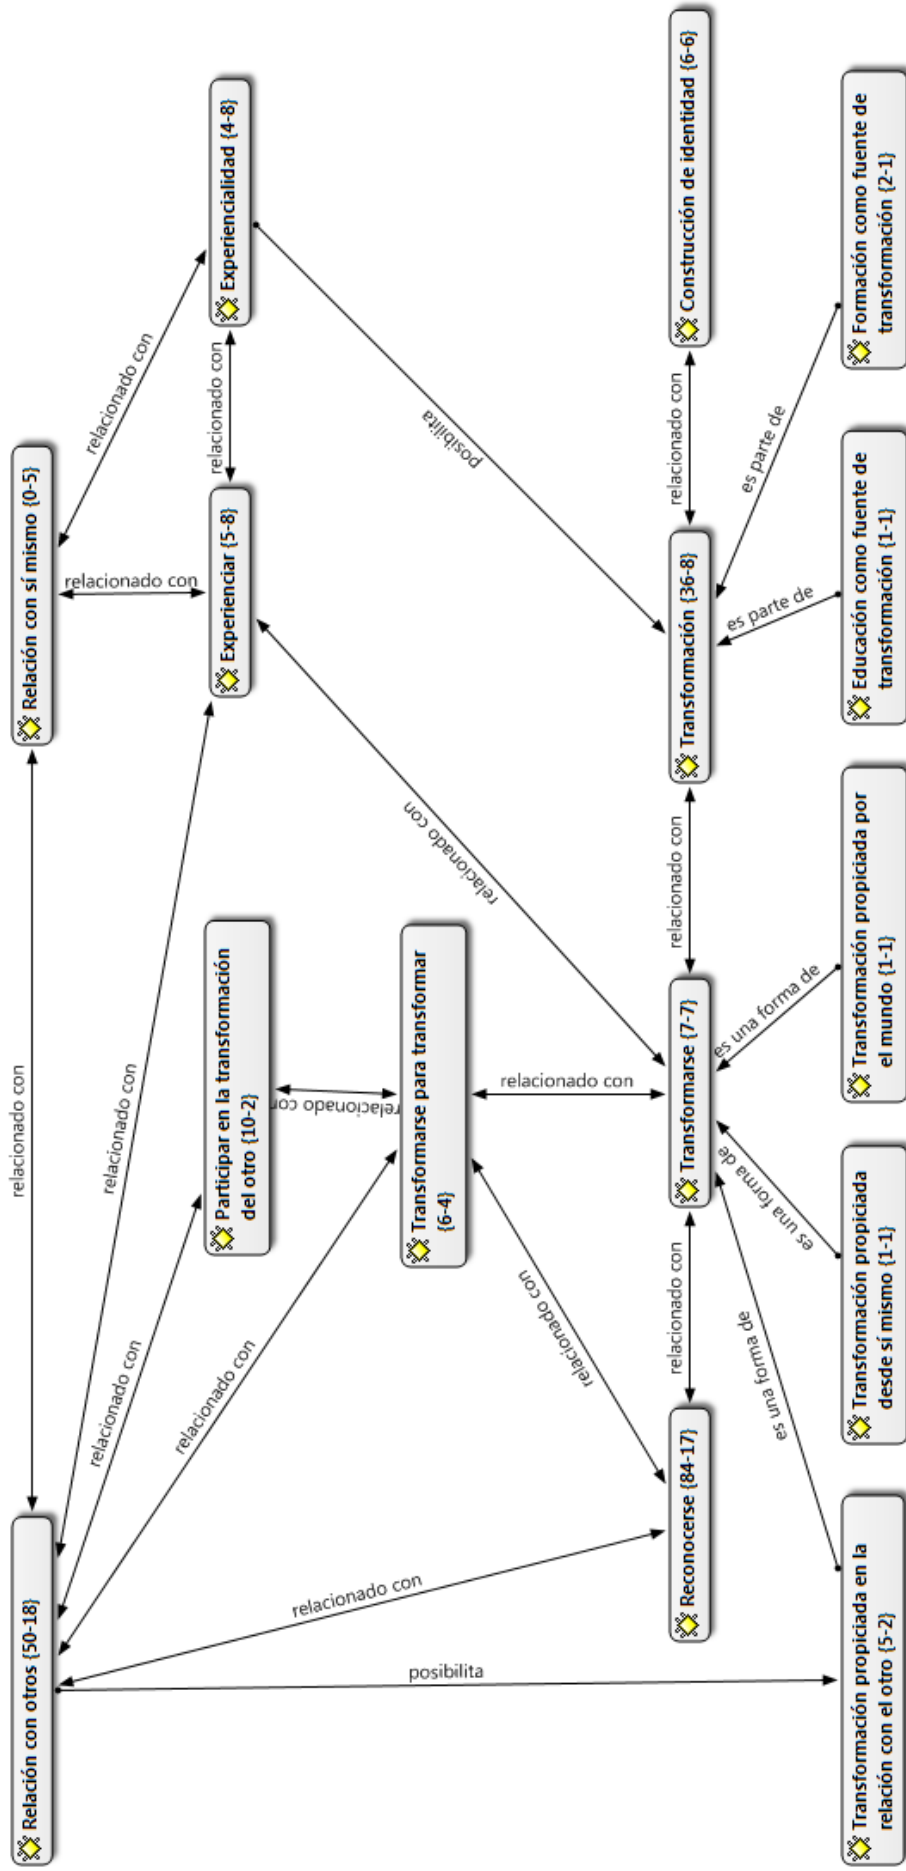 Relación con otros {50-18}
relacionado con
Relación con sí mismo {0-5}
relacionado con
relacionado con
relacionado con
relacionado con
Participar en la transformación
del otro {10-2}
Experienciar {5-8}
relacionado con
Experiencialidad {4-8}
relacionado con
relacionado con
Transformarse para transformar
{6-4}
relacionado con
posibilita
relacionado con
relacionado con
relacionado con
posibilita
Reconocerse {84-17}
relacionado con
Transformarse {7-7}
relacionado con
Transformación {36-8}
relacionado con
Construcción de identidad {6-6}
es una forma de
es una forma de
es una forma de
es parte de
es parte de
Transformación propiciada en la
relación con el otro {5-2}
Transformación propiciada
desde sí mismo {1-1}
Transformación propiciada por
el mundo {1-1}
Educación como fuente de
transformación {1-1}
Formación como fuente de
transformación {2-1}